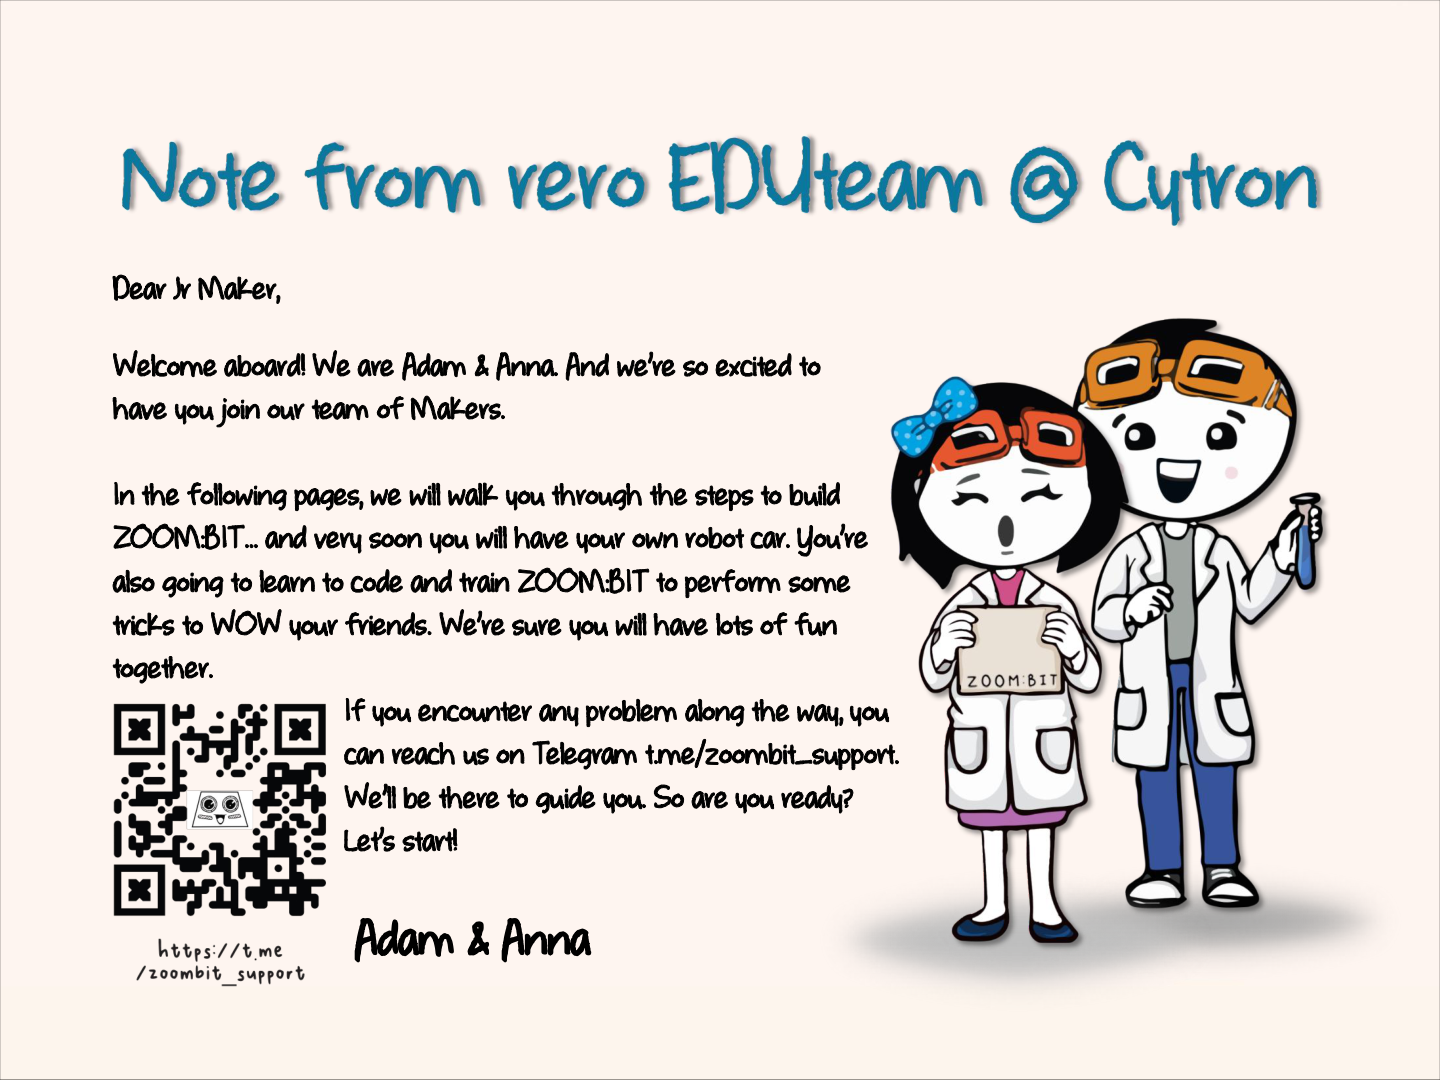 Note from rero EDUteam @ Cytron
Dear Jr Maker,
Welcome aboard! We are Adam & Anna. And we're so excited to
have you join our team of Makers.
In the following pages, we will walk you through the steps to build
ZOOM:BIT... and very soon you will have your own robot car. You're
also going to learn to code and train ZOOM:BIT to perform some
tricks to WOW your friends. We're sure you will have lots of fun
together.
If you encounter any problem along the way, you
can reach us on Telegram t.me/zoombit_support.
We'll be there to guide you. So are you ready?
Let's start!
Adam & Anna
https://t.me
/zoombit_support
ZOOM:BIT